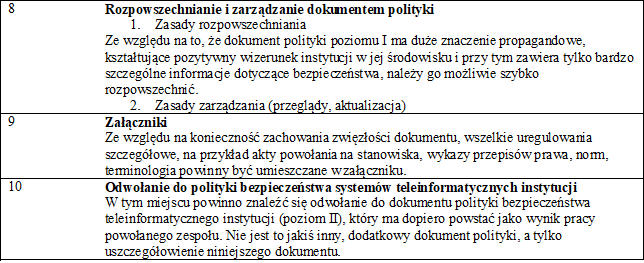 8 Rozpowszechnianie i zarządzanie dokumentem polityki
1. Zasady rozpowszechniania
Ze względu na to, że dokument polityki poziomu I ma duże znaczenie propagandowe,
kształtujące pozytywny wizerunek instytucji w jej środowisku i przy tym zawiera tylko bardzo
szczególne informacje dotyczące bezpieczeństwa, należy go możliwie szybko
rozpowszechnić.
2. Zasady zarządzania (przeglądy, aktualizacja)
9 Załączniki
Ze względu na konieczność zachowania zwięzłości dokumentu, wszelkie uregulowania
szczegółowe, na przykład akty powołania na stanowiska, wykazy przepisów prawa, norm,
terminologia powinny być umieszczane w załączniku.
10 Odwołanie do polityki bezpieczeństwa systemów teleinformatycznych instytucji
W tym miejscu powinno znaleźć się odwołanie do dokumentu polityki bezpieczeństwa
teleinformatycznego instytucji (poziom II), który ma dopiero powstać jako wynik pracy
powołanego zespołu. Nie jest to jakiś inny, dodatkowy dokument polityki, a tylko
uszczegółowienie niniejszego dokumentu.